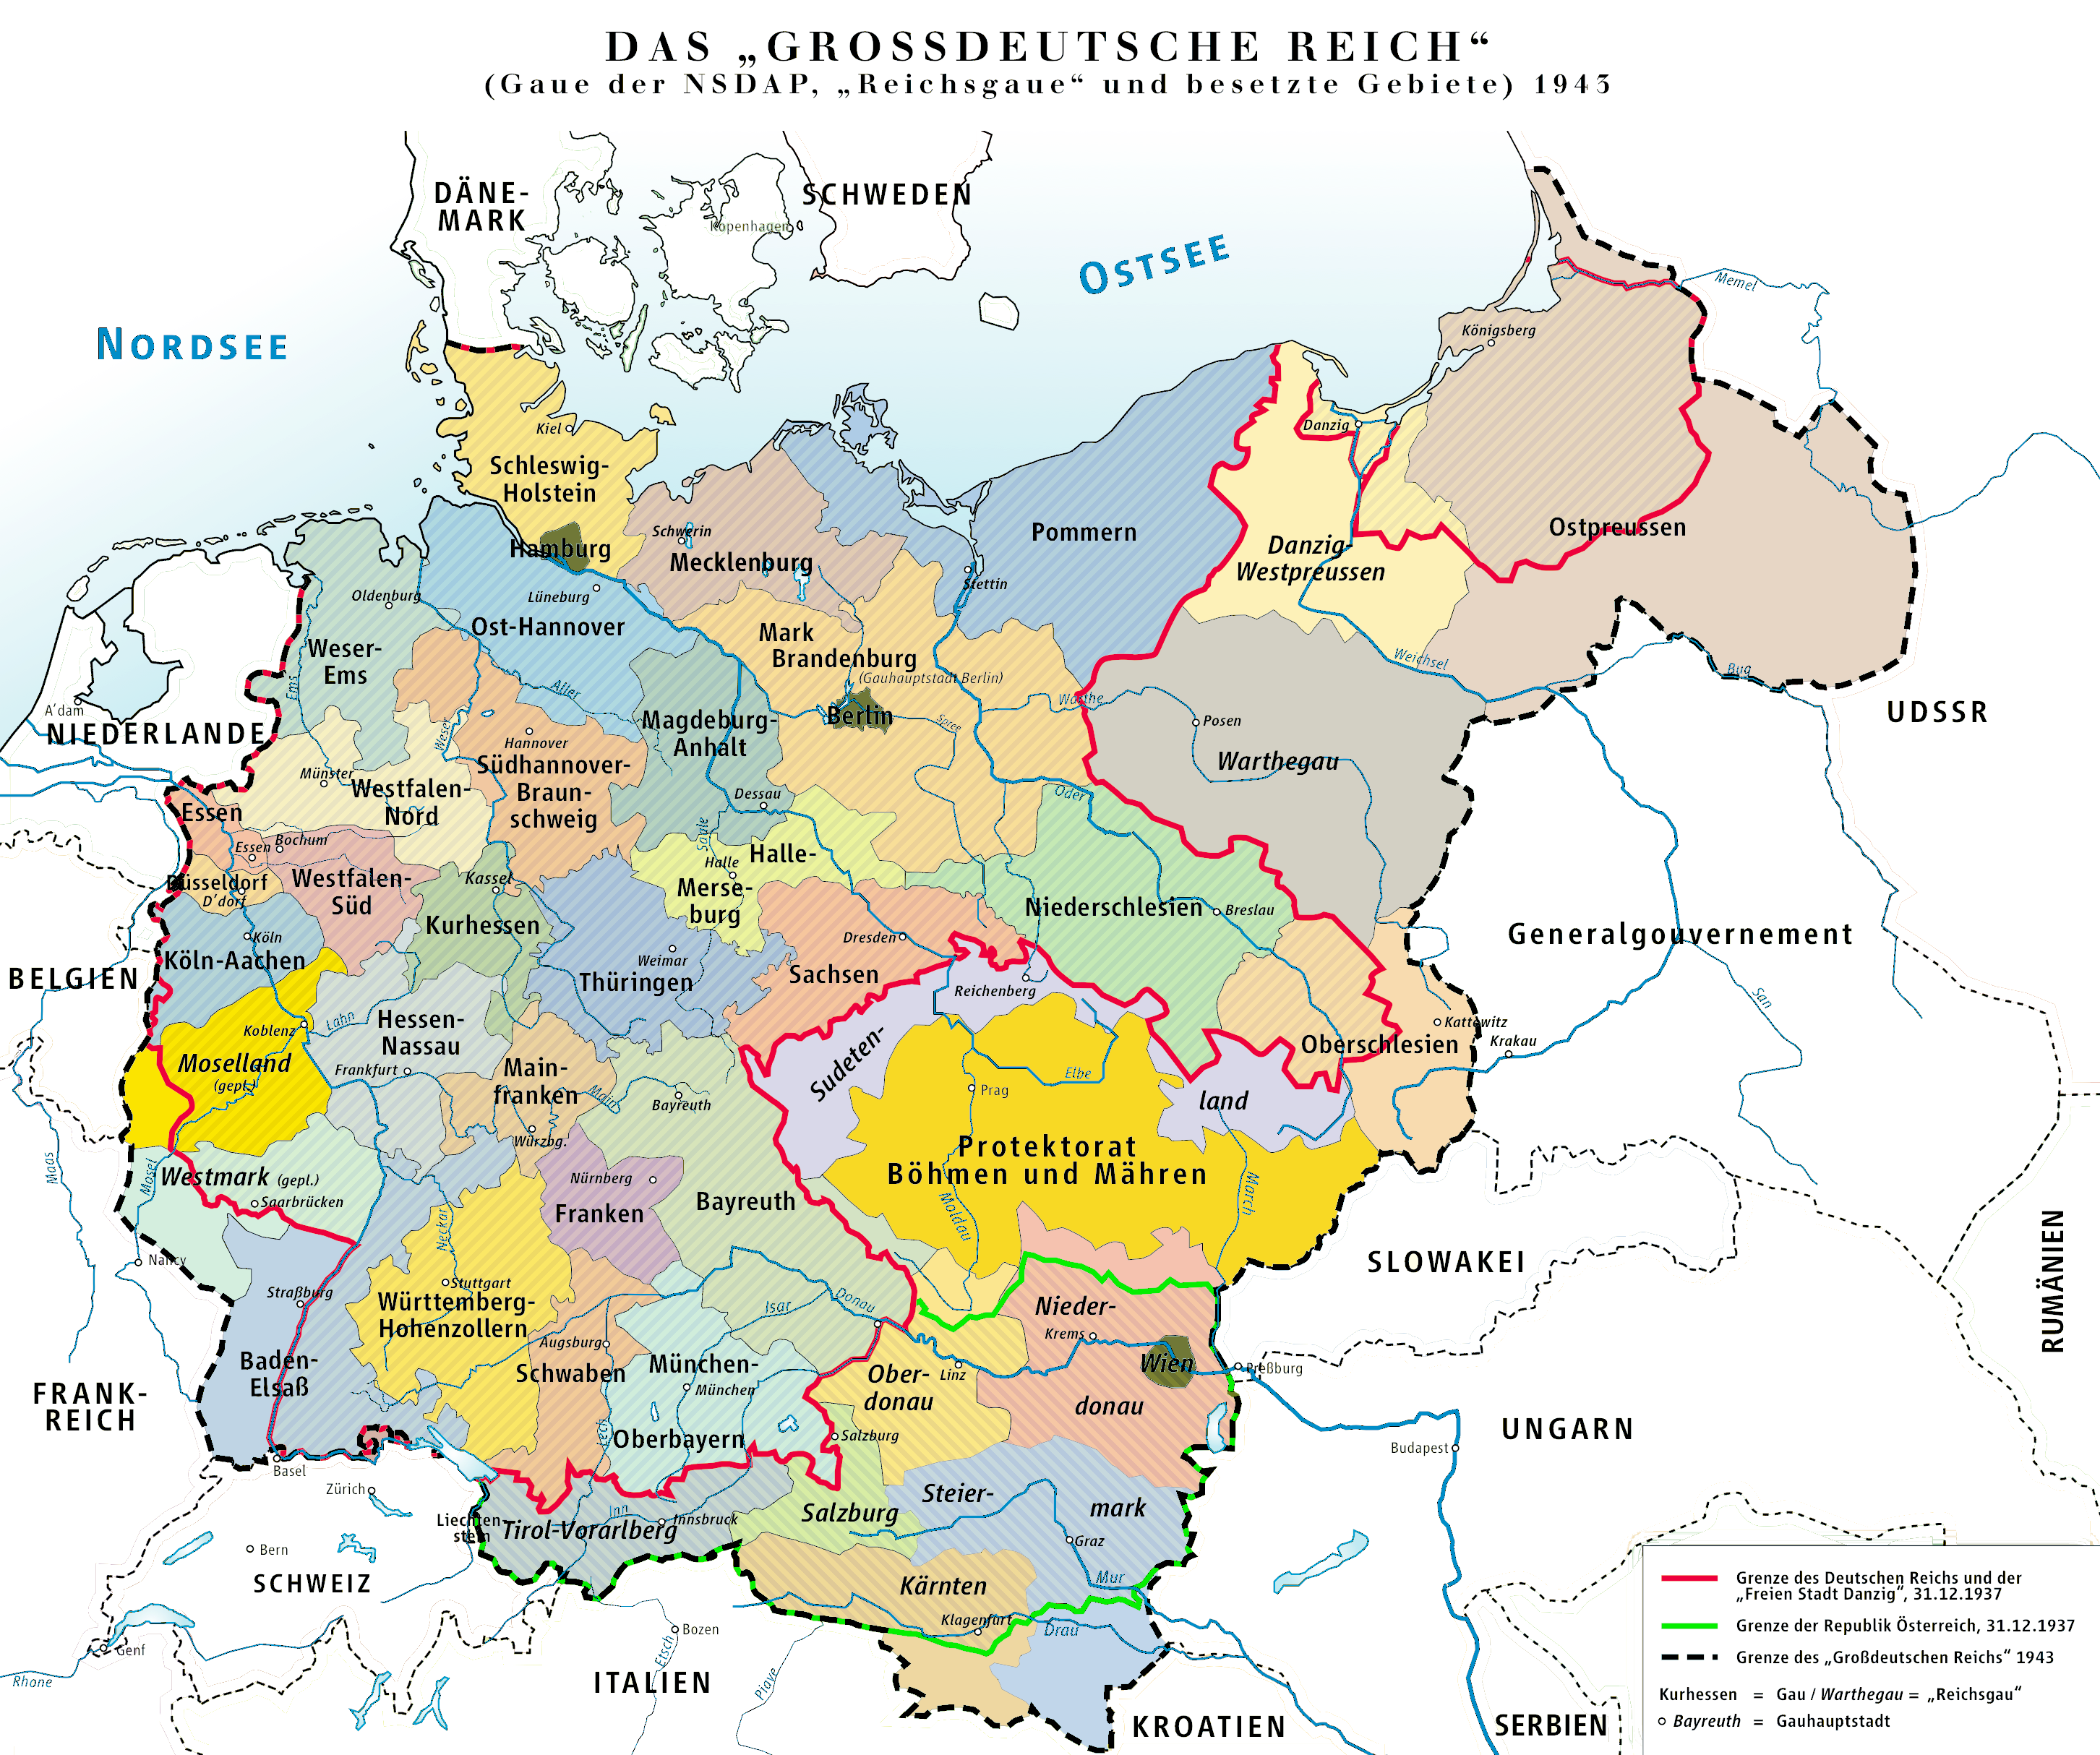 DAS „GROSSDEUTSCHE REICH“
(Gaue der NSDAP, „Reichsgaue“ und besetzte Gebiete) 1943
DÄNE-
MARK
SCHWEDEN
Kopenhagen
OSTSEE
NORDSEE
Memel
Königsberg
Kiel
Schleswig-
Holstein
Danzig
Hamburg
Schwerin
Mecklenburg
Pommern
Stettin
Danzig-
Westpreussen
Ostpreussen
Oldenburg
Lüneburg
Ost-Hannover
Weser-
Ems
Ems
Aller
Mark
Brandenburg
(Gauhauptstadt Berlin)
Berlin
Spree
Warthe
Weichsel
Bug
UDSSR
A'dam
NIEDERLANDE
Weser
Hannover
Südhannover-
Braun-
schweig
Magdeburg-
Anhalt
Dessau
Posen
Warthegau
Münster
Westfalen-
Nord
Essen
Essen
Bochum
Oder
Saale
Halle
Halle-
Merse-
burg
Düsseldorf
D'dorf
Westfalen-
Süd
Kassel
Kurhessen
Niederschlesien
Breslau
Generalgouvernement
Köln
Köln-Aachen
BELGIEN
Weimar
Thüringen
Dresden
Sachsen
Reichenberg
San
Koblenz
Lahn
Hessen-
Nassau
Frankfurt
Moselland
(gepl.)
Main-
franken
Main
Würzbg.
Bayreuth
Sudeten-
land
Elbe
Prag
Kattowitz
Oberschlesien
Krakau
Protektorat
Böhmen und Mähren
Moldau
March
Maas
Mosel
Westmark (gepl.)
Saarbrücken
Nürnberg
Franken
Bayreuth
Neckar
SLOWAKEI
RUMÄNIEN
Nancy
Straßburg
Stuttgart
Württemberg-
Hohenzollern
Isar
Donau
Nieder-
donau
Krems
Wien
Preßburg
Baden-
Elsaß
Augsburg
Schwaben
Lech
München-
München
Oberbayern
Ober-
donau
Linz
FRANK-
REICH
UNGARN
Budapest
Salzburg
Basel
Zürich
Liechten-
stein
Tirol-Vorarlberg
Inn
Innsbruck
Salzburg
Steier-
mark
Graz
Mur
Bern
SCHWEIZ
Kärnten
Klagenfurt
Drau
Genf
Rhone
Bozen
Etsch
Piave
ITALIEN
KROATIEN
SERBIEN
Grenze des Deutschen Reichs und der
„Freien Stadt Danzig“, 31.12.1937
Grenze der Republik Österreich, 31.12.1937
Grenze des „Großdeutschen Reichs“ 1943
Kurhessen = Gau / Warthegau = „Reichsgau“
Bayreuth = Gauhauptstadt